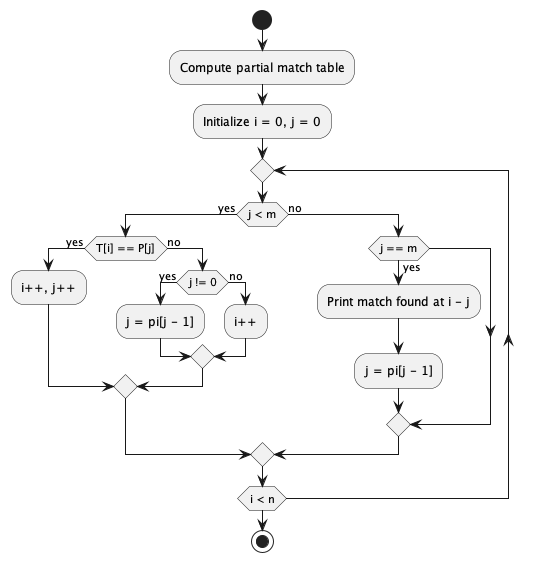 Compute partial match table
Initialize i = 0, j = 0
yes
j < m
no
yes
T[i] == P[j]
no
j == m
yes
i++, j++
yes
j != 0
no
Print match found at i - j
j = pi[j - 1]
i++
j = pi[j - 1]
i < n